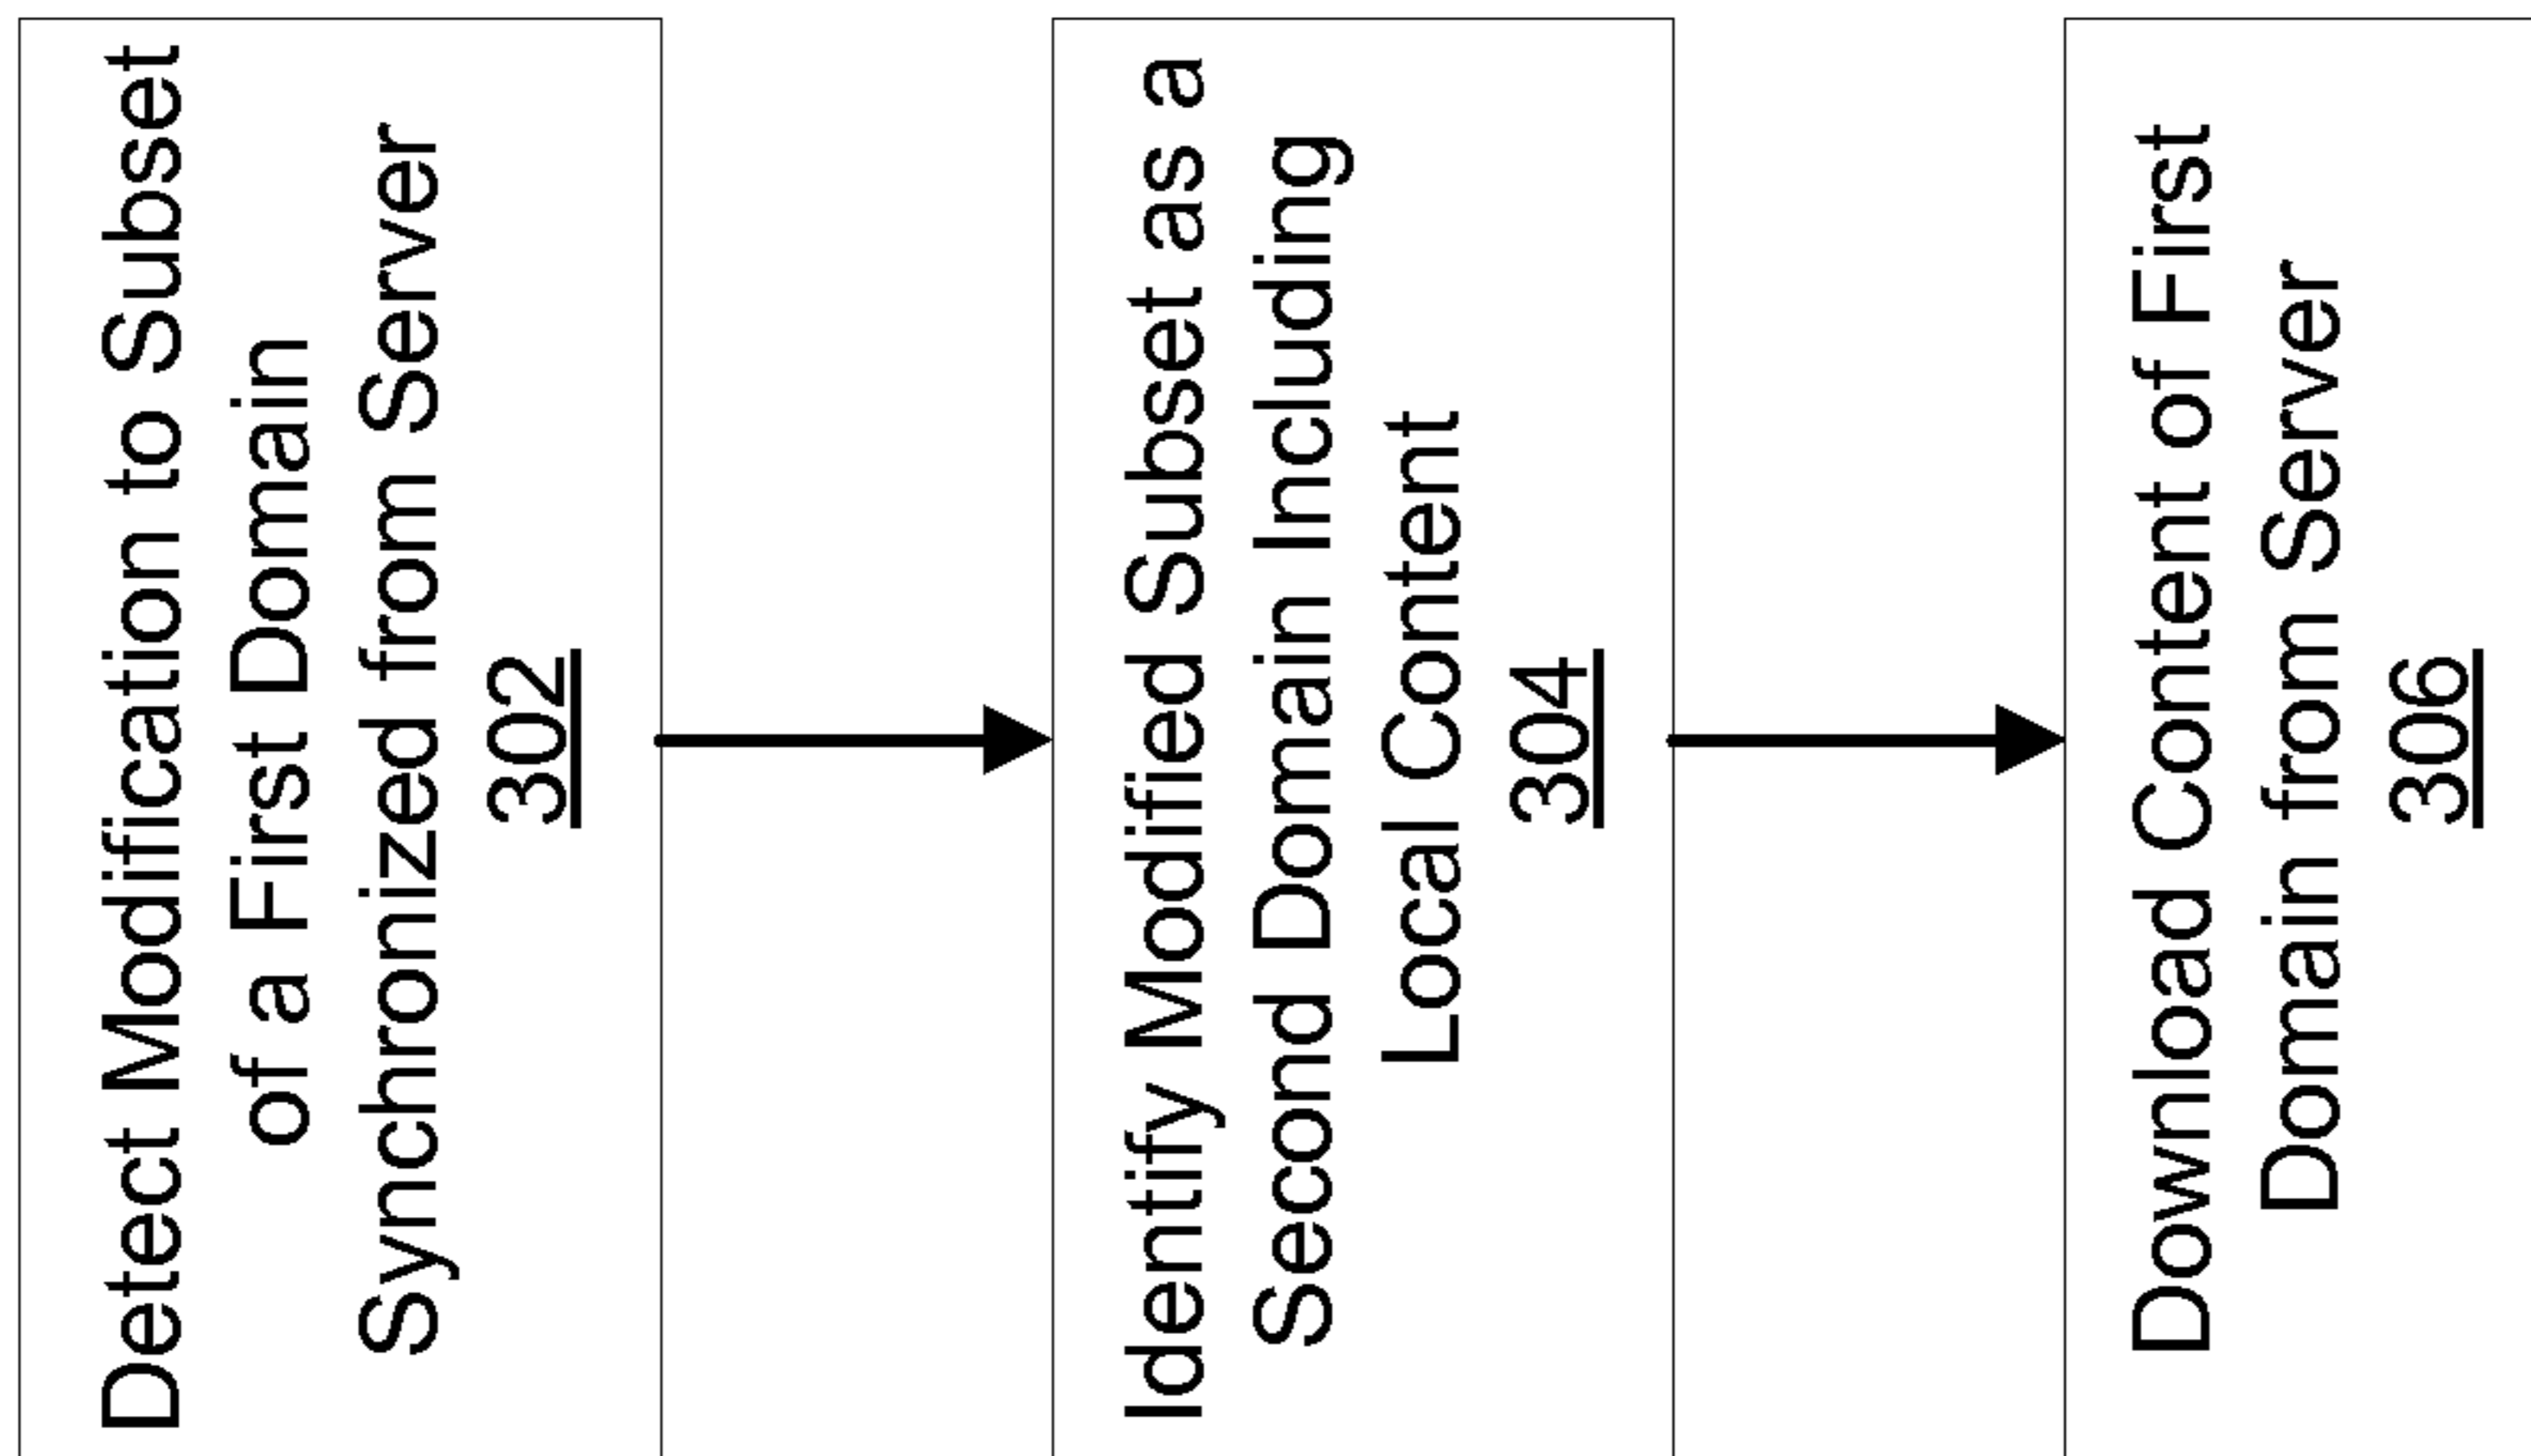 Detect Modification to Subset
of a First Domain
Synchronized from Server
302
Identify Modified Subset as a
Second Domain Including
Local Content
304
Download Content of First
Domain from Server
306